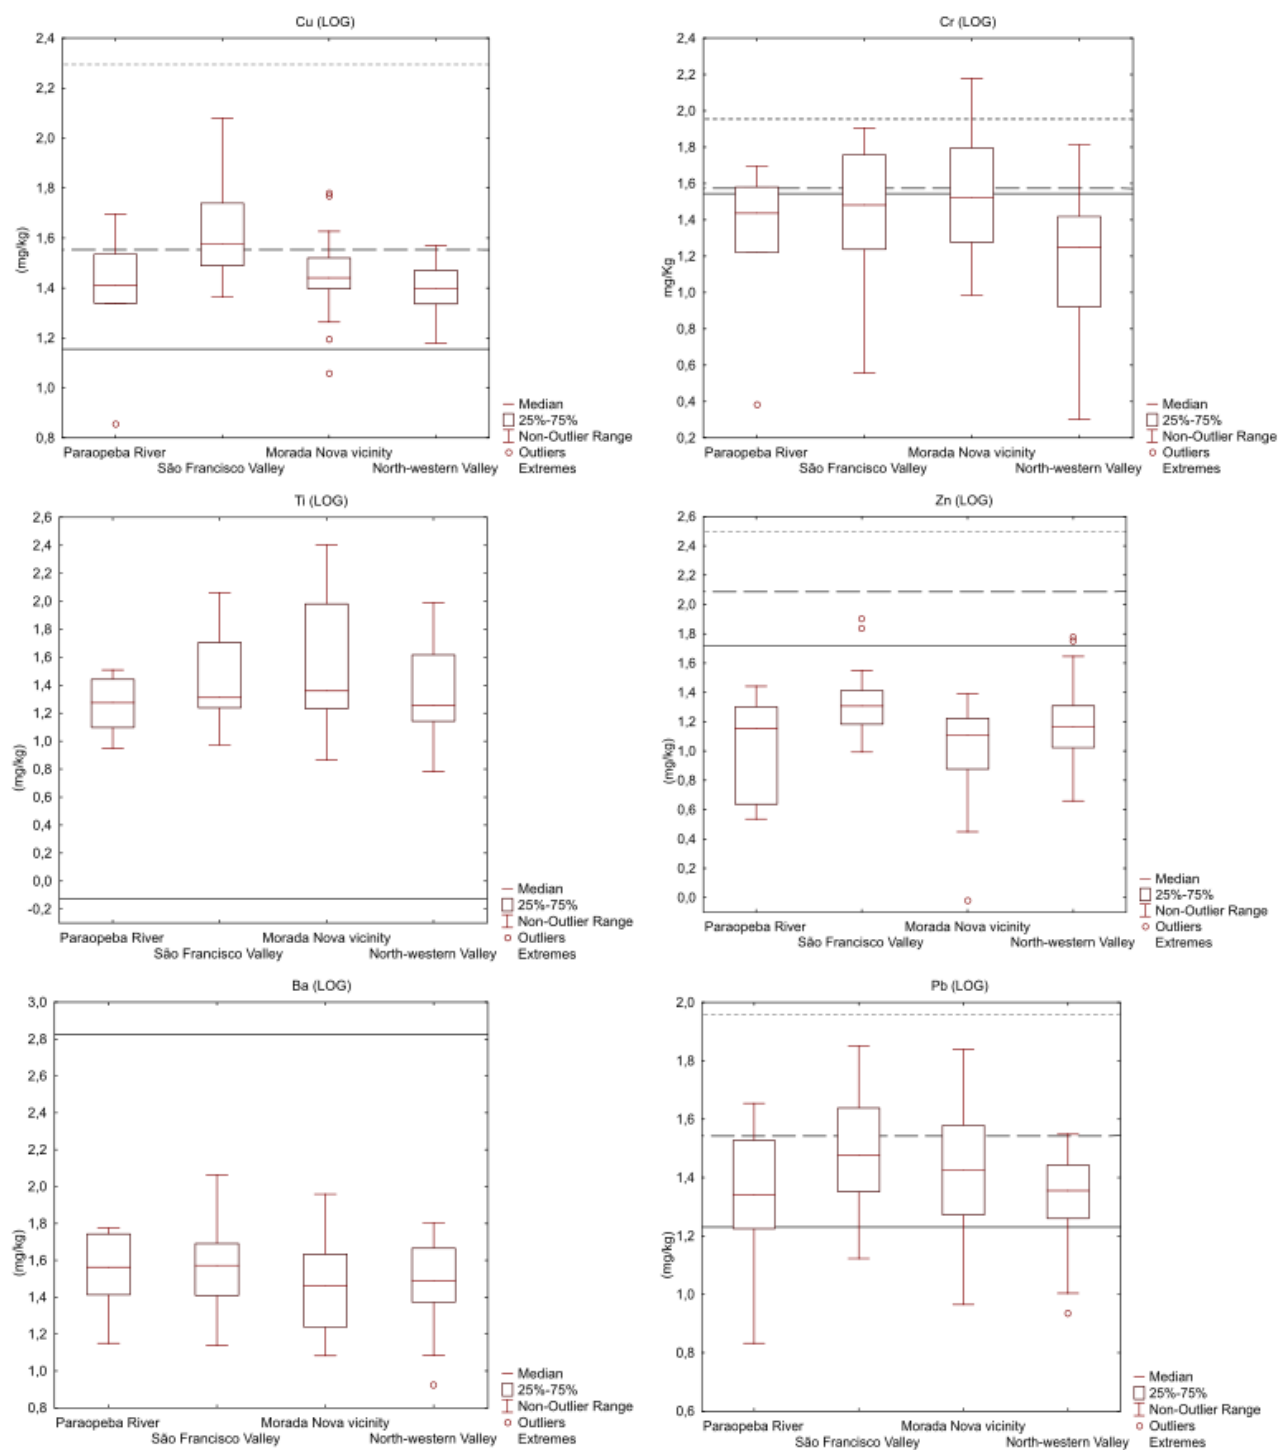 Cu (LOG)
2,4
2,2
2,0
1,8
1,6
1,4
1,2
1,0
0,8
(mg/kg)
Paraopeba River
São Francisco Valley
Morada Nova vicinity
North-western Valley
Median
25%-75%
Non-Outlier Range
Outliers
Extremes
Cr (LOG)
2,4
2,2
2,0
1,8
1,6
1,4
1,2
1,0
0,8
0,6
0,4
0,2
mg/Kg
Paraopeba River
São Francisco Valley
Morada Nova vicinity
North-western Valley
Median
25%-75%
Non-Outlier Range
Outliers
Extremes
Ti (LOG)
2,6
2,4
2,2
2,0
1,8
1,6
1,4
1,2
1,0
0,8
0,6
0,4
0,2
0,0
-0,2
(mg/kg)
Paraopeba River
São Francisco Valley
Morada Nova vicinity
North-western Valley
Median
25%-75%
Non-Outlier Range
Outliers
Extremes
Zn (LOG)
2,6
2,4
2,2
2,0
1,8
1,6
1,4
1,2
1,0
0,8
0,6
0,4
0,2
0,0
(mg/kg)
Paraopeba River
São Francisco Valley
Morada Nova vicinity
North-western Valley
Median
25%-75%
Non-Outlier Range
Outliers
Extremes
Ba (LOG)
3,0
2,8
2,6
2,4
2,2
2,0
1,8
1,6
1,4
1,2
1,0
0,8
(mg/kg)
Paraopeba River
São Francisco Valley
Morada Nova vicinity
North-western Valley
Median
25%-75%
Non-Outlier Range
Outliers
Extremes
Pb (LOG)
2,0
1,8
1,6
1,4
1,2
1,0
0,8
0,6
(mg/kg)
Paraopeba River
São Francisco Valley
Morada Nova vicinity
North-western Valley
Median
25%-75%
Non-Outlier Range
Outliers
Extremes